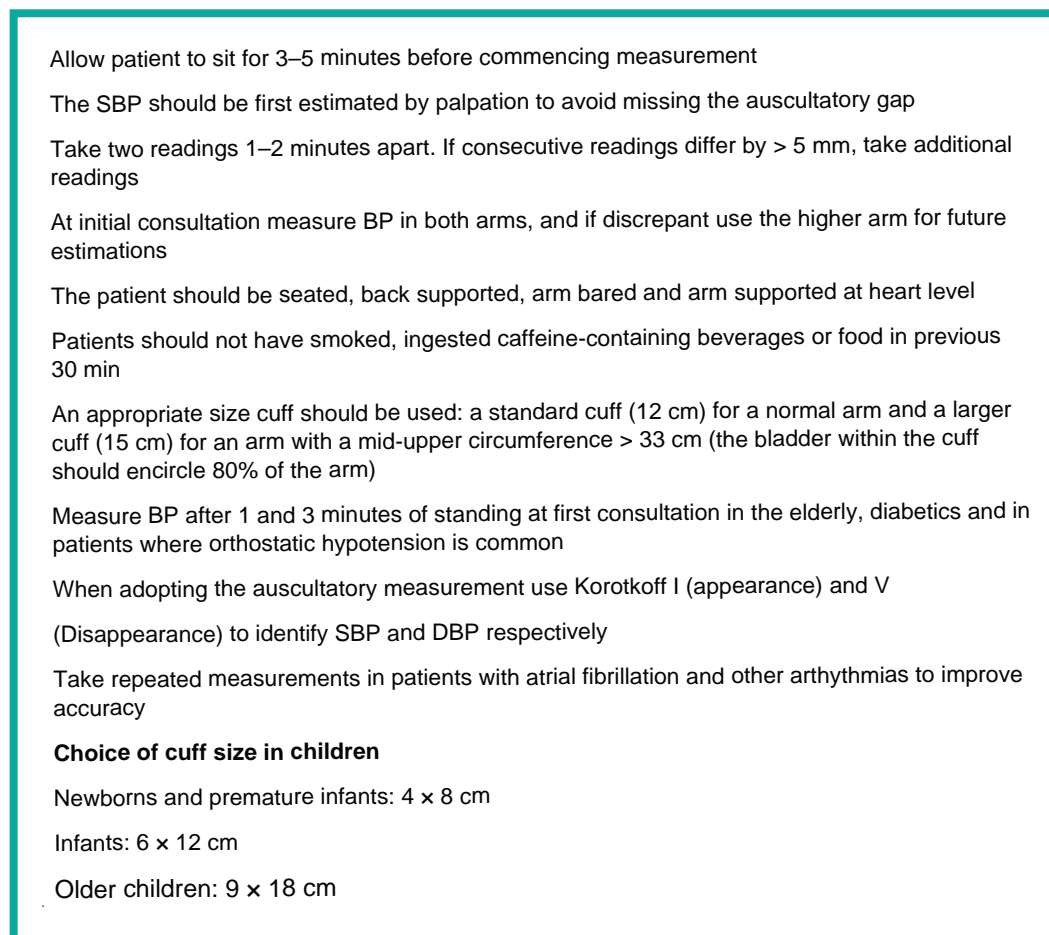 Allow patient to sit for 3–5 minutes before commencing measurement
The SBP should be first estimated by palpation to avoid missing the auscultatory gap
Take two readings 1–2 minutes apart. If consecutive readings differ by > 5 mm, take additional
readings
At initial consultation measure BP in both arms, and if discrepant use the higher arm for future
estimations
The patient should be seated, back supported, arm bared and arm supported at heart level
Patients should not have smoked, ingested caffeine-containing beverages or food in previous
30 min
An appropriate size cuff should be used: a standard cuff (12 cm) for a normal arm and a larger
cuff (15 cm) for an arm with a mid-upper circumference > 33 cm (the bladder within the cuff
should encircle 80% of the arm)
Measure BP after 1 and 3 minutes of standing at first consultation in the elderly, diabetics and in
patients where orthostatic hypotension is common
When adopting the auscultatory measurement use Korotkoff I (appearance) and V
(Disappearance) to identify SBP and DBP respectively
Take repeated measurements in patients with atrial fibrillation and other arthythmias to improve
accuracy
Choice of cuff size in children
Newborns and premature infants: 4 × 8 cm
Infants: 6 × 12 cm
Older children: 9 × 18 cm